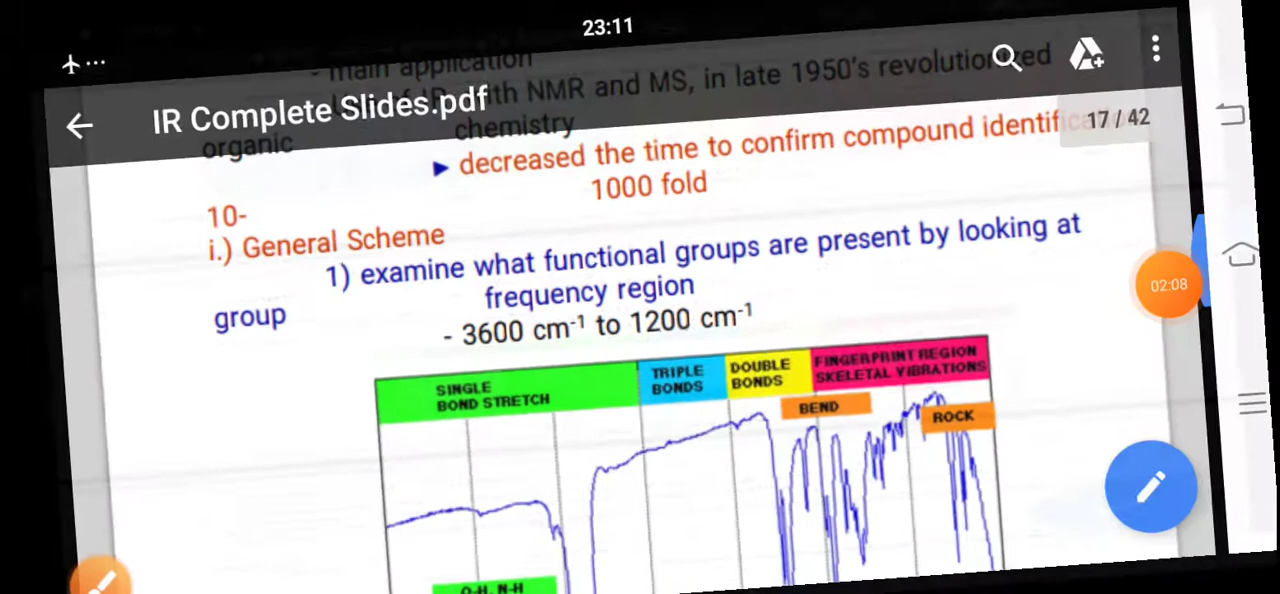 23:11
- main application
IR Complete Slides.pdf
with NMR and MS, in late 1950's revolutionized
organic
chemistry
17 / 42
► decreased the time to confirm compound
1000 fold
10-
i.) General Scheme
1) examine what functional groups are present by looking at
group
frequency region
- 3600 cm⁻¹ to 1200 cm⁻¹
02:08
SINGLE
BOND STRETCH
TRIPLE
BONDS
DOUBLE
BONDS
FINGERPRINT REGION
SKELETAL VIBRATIONS
BEND
ROCK
O-H, N-H